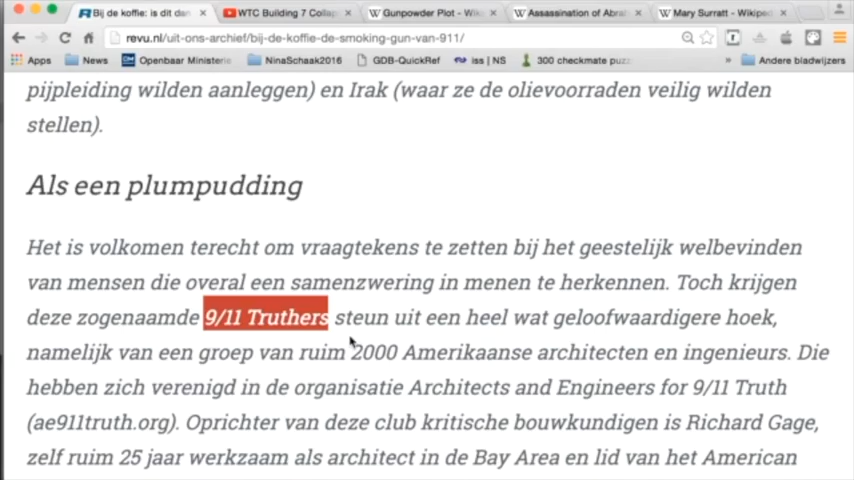 Bij de koffie: is dit dan
WTC Building 7 Collap
Gunpowder Plot - Wiki
Assassination of Abra
Mary Surratt - Wikiped
revu.nl/uit-ons-archief/bij-de-koffie-de-smoking-gun-van-911/
Apps
News
Openbaar Ministerie
NinaSchaak2016
GDB-QuickRef
iss | NS
300 checkmate puzz
»
Andere bladwijzers
pijpleiding wilden aanleggen) en Irak (waar ze de olievoorraden veilig wilden
stellen).
Als een plumpudding
Het is volkomen terecht om vraagtekens te zetten bij het geestelijk welbevinden
van mensen die overal een samenzwering in menen te herkennen. Toch krijgen
deze zogenaamde 9/11 Truthers steun uit een heel wat geloofwaardigere hoek,
namelijk van een groep van ruim 2000 Amerikaanse architecten en ingenieurs. Die
hebben zich verenigd in de organisatie Architects and Engineers for 9/11 Truth
(ae911truth.org). Oprichter van deze club kritische bouwkundigen is Richard Gage,
zelf ruim 25 jaar werkzaam als architect in de Bay Area en lid van het American